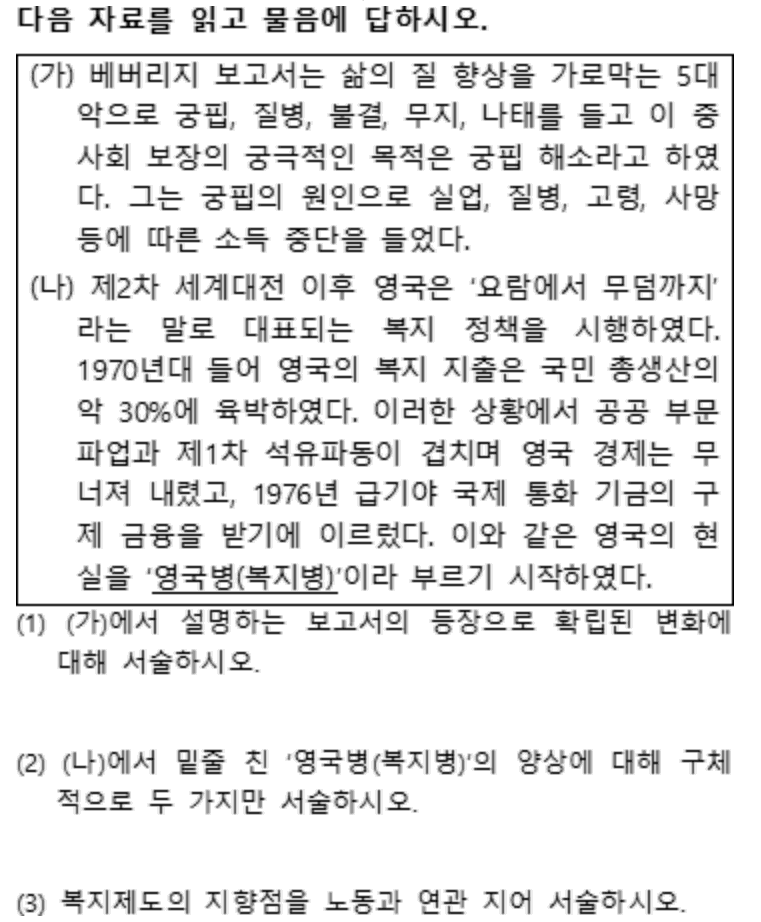 다음 자료를 읽고 물음에 답하시오.
(가) 베버리지 보고서는 삶의 질 향상을 가로막는 5대
악으로 궁핍, 질병, 불결, 무지, 나태를 들고 이 중
사회 보장의 궁극적인 목적은 궁핍 해소라고 하였
다. 그는 궁핍의 원인으로 실업, 질병, 고령, 사망
등에 따른 소득 중단을 들었다.
(나) 제2차 세계대전 이후 영국은 '요람에서 무덤까지'
라는 말로 대표되는 복지 정책을 시행하였다.
1970년대 들어 영국의 복지 지출은 국민 총생산의
약 30%에 육박하였다. 이러한 상황에서 공공 부문
파업과 제1차 석유파동이 겹치며 영국 경제는 무
너져 내렸고, 1976년 급기야 국제 통화 기금의 구
제 금융을 받기에 이르렀다. 이와 같은 영국의 현
실을 '영국병(복지병)'이라 부르기 시작하였다.
(1) (가)에서 설명하는 보고서의 등장으로 확립된 변화에
대해 서술하시오.
(2) (나)에서 밑줄 친 '영국병(복지병)'의 양상에 대해 구체
적으로 두 가지만 서술하시오.
(3) 복지제도의 지향점을 노동과 연관 지어 서술하시오.